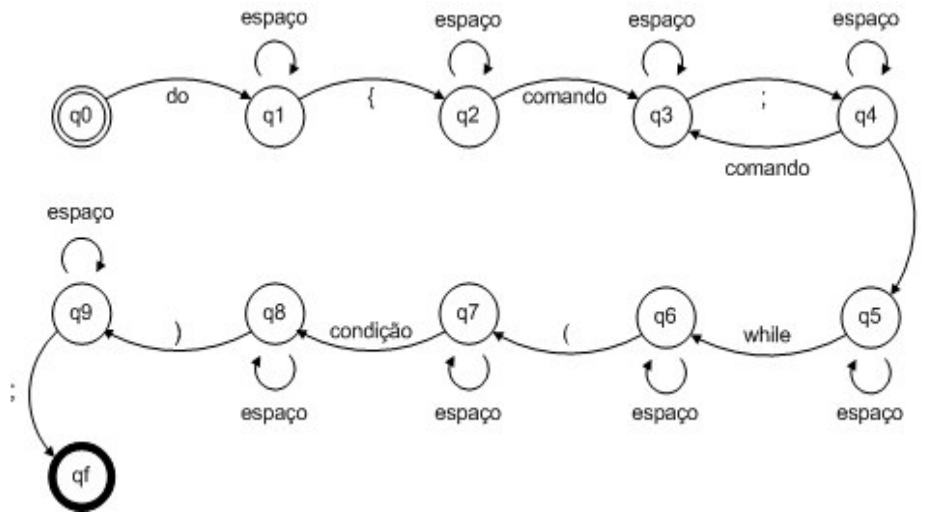 espaço espaço espaço espaço
q0 do q1 { q2 comando q3 ; q4
comando
espaço
q9 ) q8 condição q7 ( q6 while q5
espaço espaço espaço espaço
;
qf